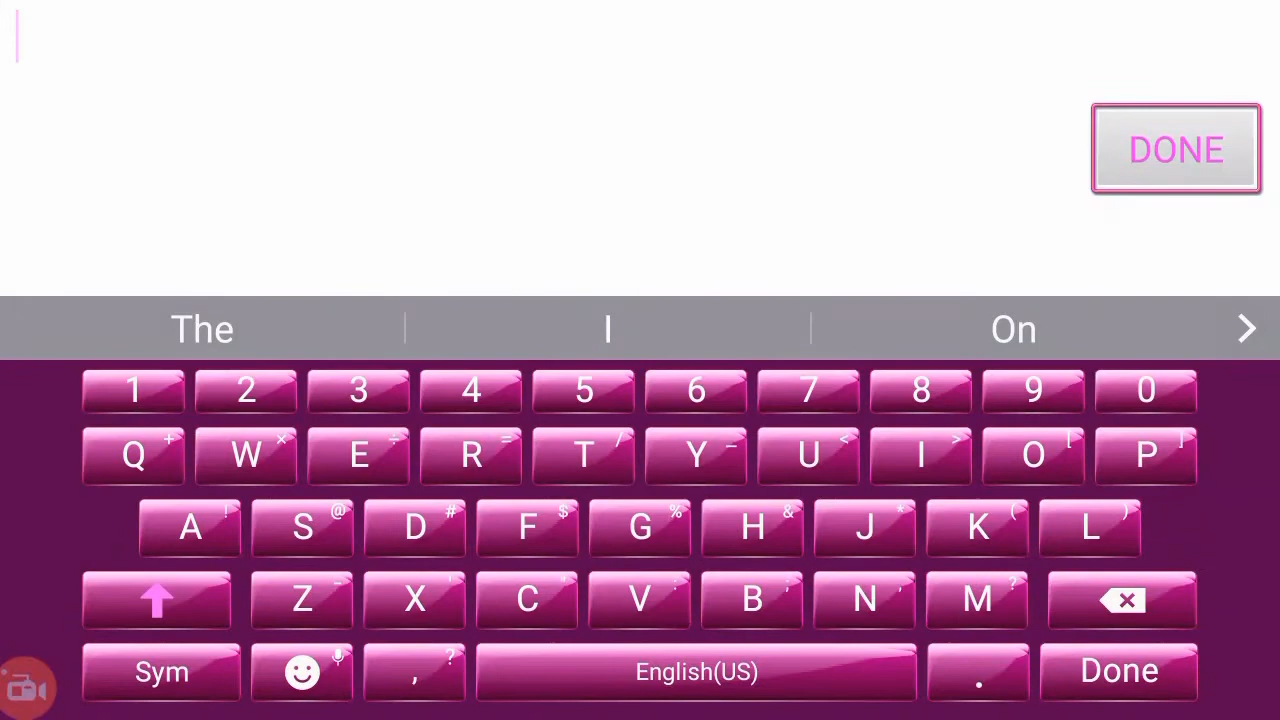 DONE
The I On
1 2 3 4 5 6 7 8 9 0
Q + W × E ÷ R = T / Y _ U < I > O [ P ]
A ! S @ D # F $ G % H & J * K ( L )
Z - X ' C " V : B ; N , M ?
Sym , ? English(US) . Done